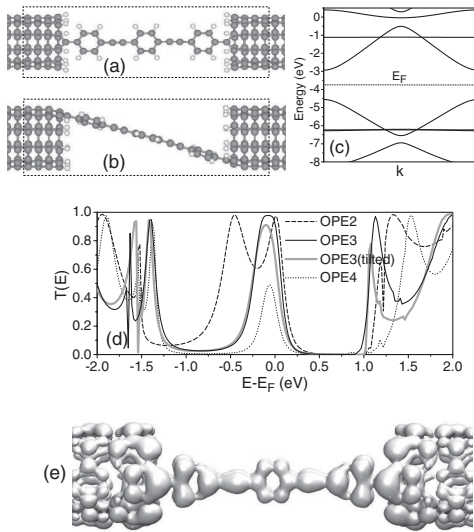 (a)
(b)
0
-1
-2
-3
-4
-5
-6
-7
-8
Energy (eV)
E_F
(c)
k
1.0
0.8
0.6
0.4
0.2
0.0
T(E)
OPE2
OPE3
OPE3(tilted)
OPE4
(d)
-2.0 -1.5 -1.0 -0.5 0.0 0.5 1.0 1.5 2.0
E-E_F (eV)
(e)